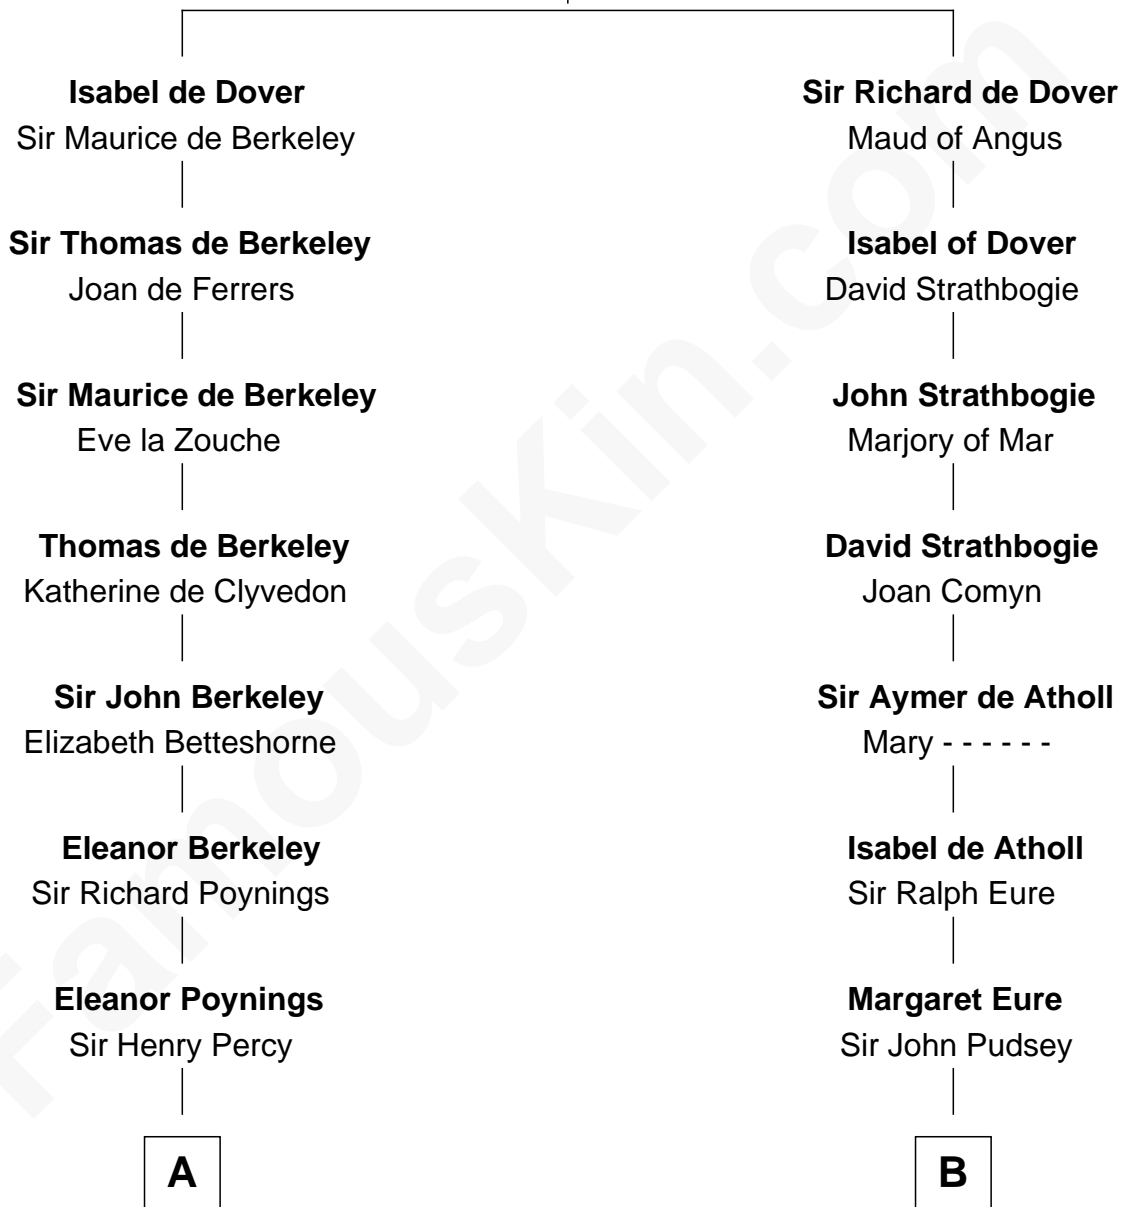 Isabel de Dover
Sir Maurice de Berkeley
Sir Thomas de Berkeley
Joan de Ferrers
Sir Maurice de Berkeley
Eve la Zouche
Thomas de Berkeley
Katherine de Clyvedon
Sir John Berkeley
Elizabeth Betteshorne
Eleanor Berkeley
Sir Richard Poynings
Eleanor Poynings
Sir Henry Percy
A
Sir Richard de Dover
Maud of Angus
Isabel of Dover
David Strathbogie
John Strathbogie
Marjory of Mar
David Strathbogie
Joan Comyn
Sir Aymer de Atholl
Mary - - - - - -
Isabel de Atholl
Sir Ralph Eure
Margaret Eure
Sir John Pudsey
B
FamousKin.com